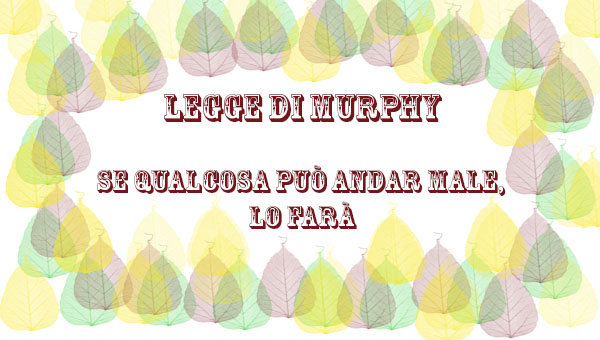 LEGGE DI MURPHY
SE QUALCOSA PUÒ ANDAR MALE,
LO FARÀ